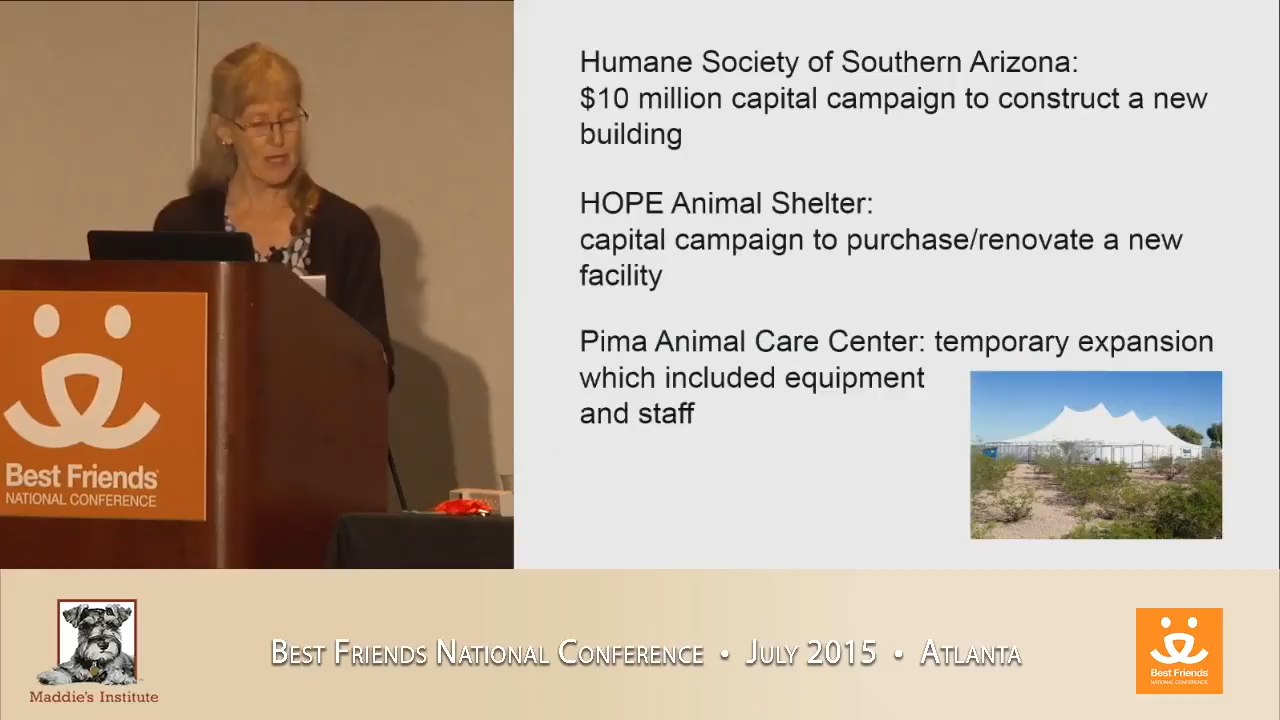 Humane Society of Southern Arizona:
$10 million capital campaign to construct a new
building
HOPE Animal Shelter:
capital campaign to purchase/renovate a new
facility
Pima Animal Care Center: temporary expansion
which included equipment
and staff
Best Friends
NATIONAL CONFERENCE
Maddie's Institute
BEST FRIENDS NATIONAL CONFERENCE • JULY 2015 • ATLANTA
Best Friends
NATIONAL CONFERENCE